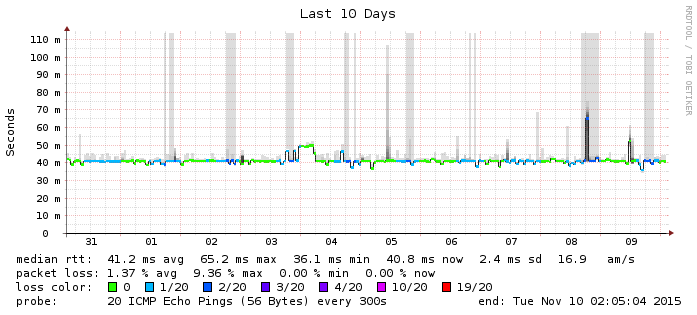 Last 10 Days
RRDTOOL / TOBI OETIKER
Seconds
110 m
100 m
90 m
80 m
70 m
60 m
50 m
40 m
30 m
20 m
10 m
0
31 01 02 03 04 05 06 07 08 09
median rtt: 41.2 ms avg 65.2 ms max 36.1 ms min 40.8 ms now 2.4 ms sd 16.9 am/s
packet loss: 1.37 % avg 9.36 % max 0.00 % min 0.00 % now
loss color: 0 1/20 2/20 3/20 4/20 10/20 19/20
probe: 20 ICMP Echo Pings (56 Bytes) every 300s end: Tue Nov 10 02:05:04 2015